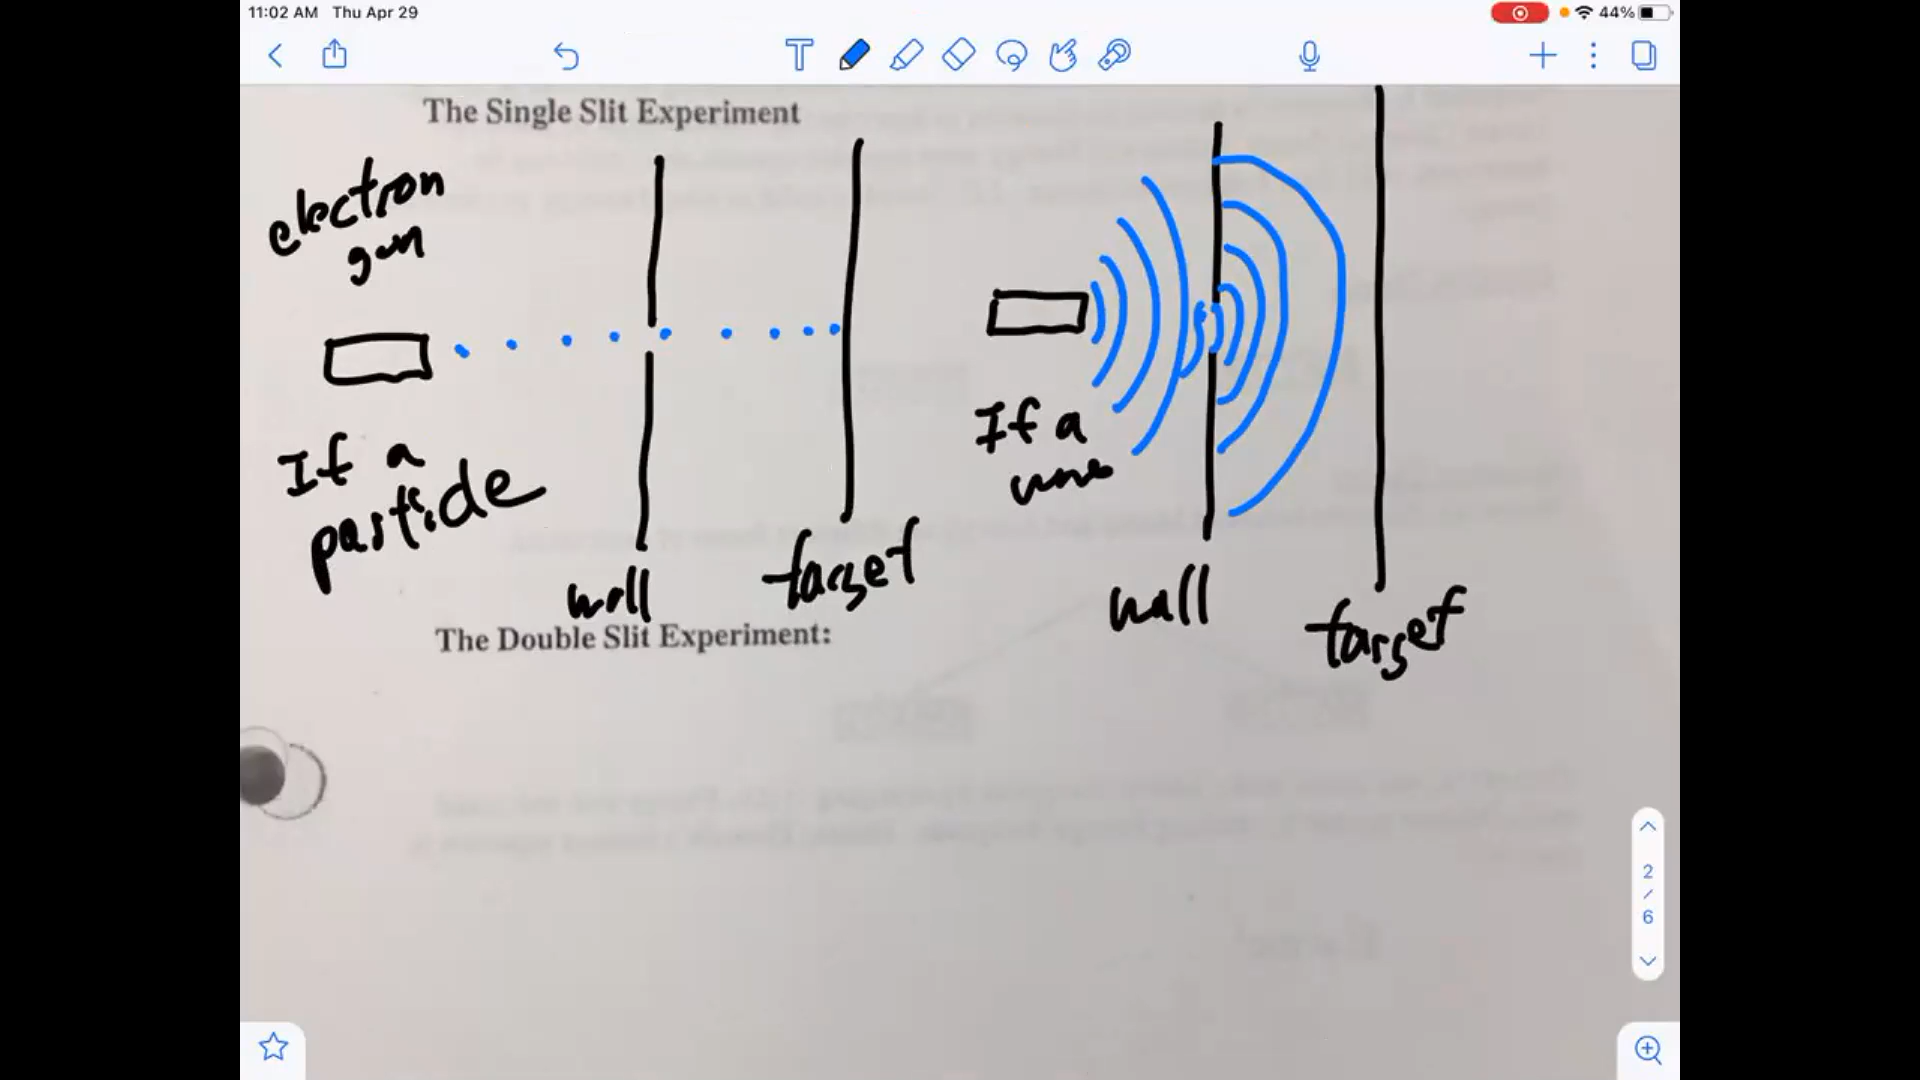 11:02 AM Thu Apr 29
44%
The Single Slit Experiment
electron
gun
If a
particle
wall
target
If a
wall
target
The Double Slit Experiment:
2
/
6